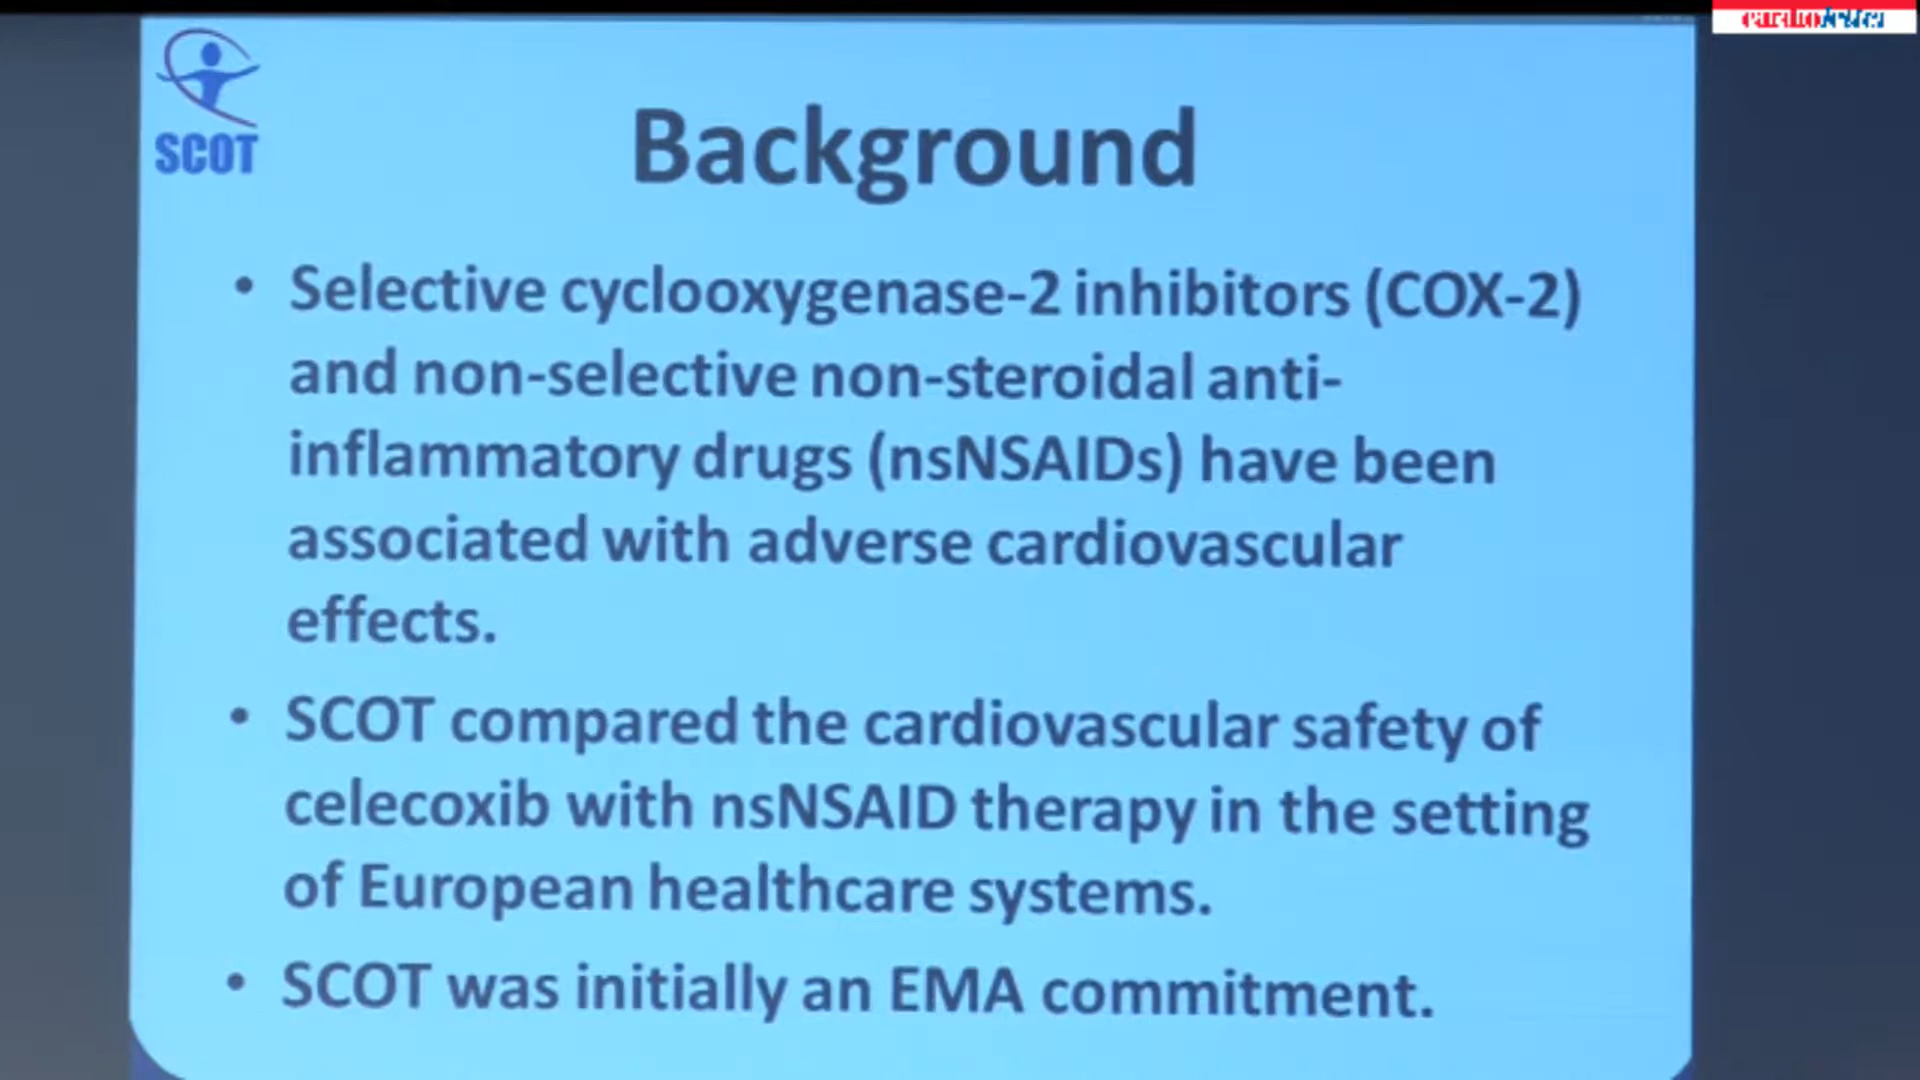 SCOT
Background
• Selective cyclooxygenase-2 inhibitors (COX-2)
and non-selective non-steroidal anti-
inflammatory drugs (nsNSAIDs) have been
associated with adverse cardiovascular
effects.
• SCOT compared the cardiovascular safety of
celecoxib with nsNSAID therapy in the setting
of European healthcare systems.
• SCOT was initially an EMA commitment.